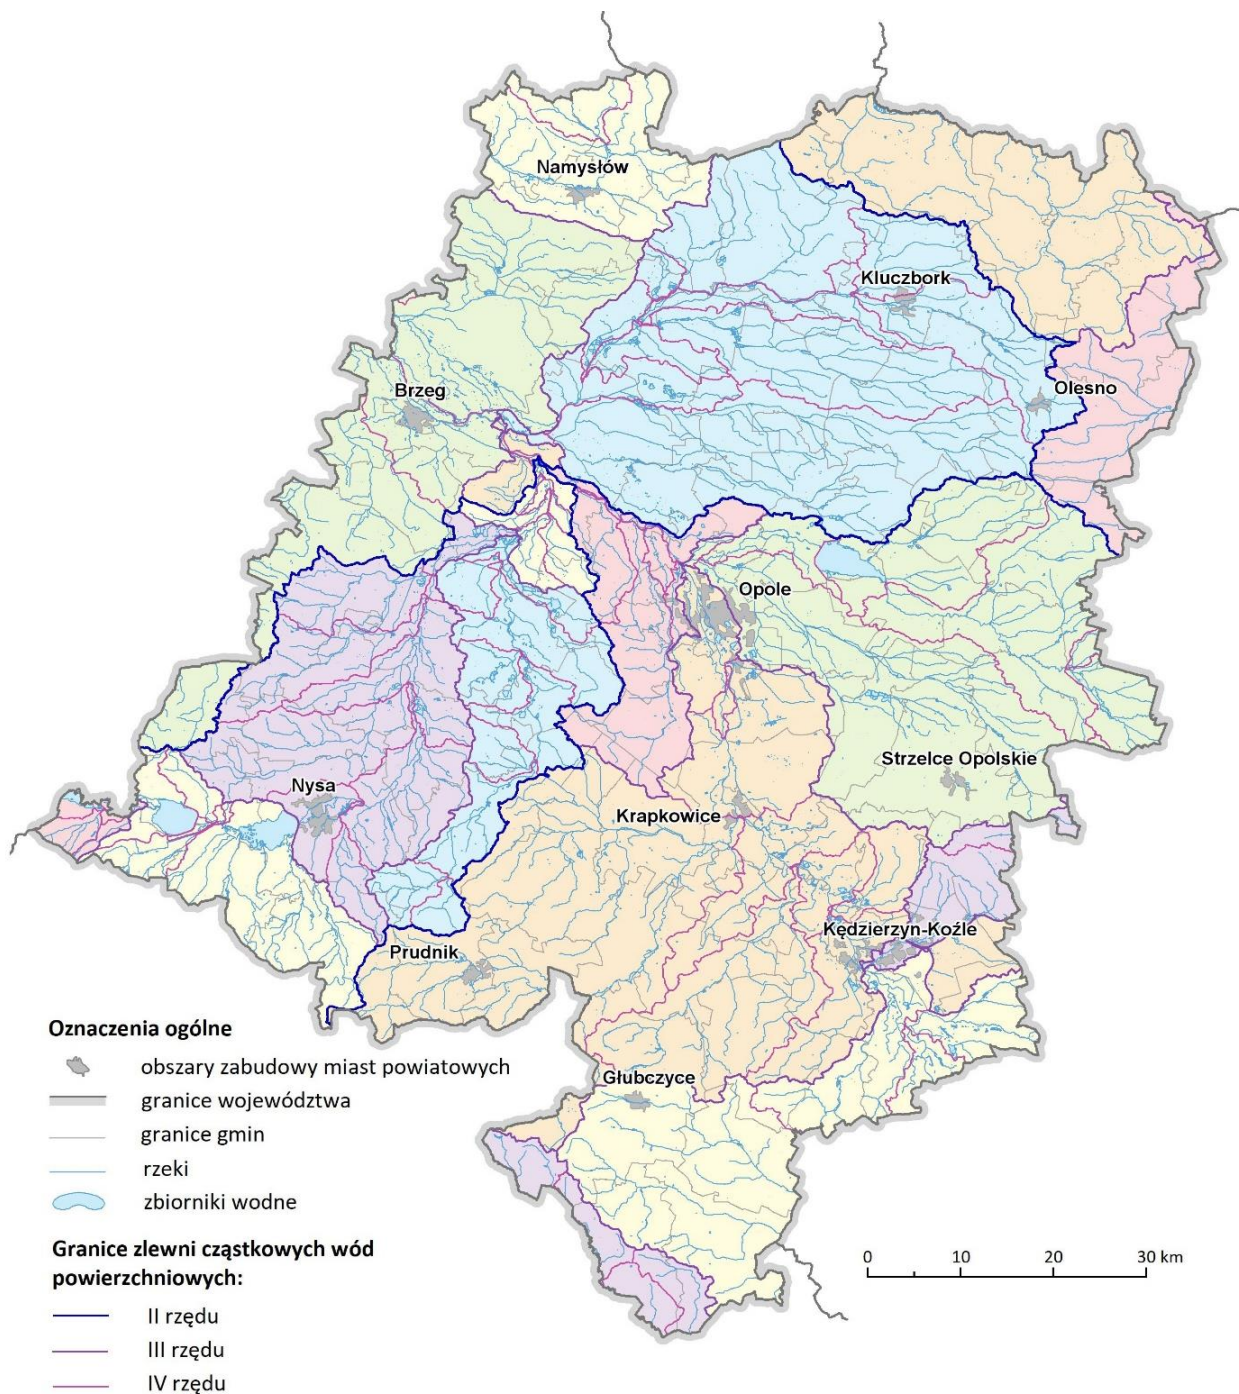 Namysłów
Kluczbork
Olesno
Brzeg
Opole
Strzelce Opolskie
Nysa
Krapkowice
Kędzierzyn-Koźle
Prudnik
Głubczyce
Oznaczenia ogólne
obszary zabudowy miast powiatowych
granice województwa
granice gmin
rzeki
zbiorniki wodne
Granice zlewni cząstkowych wód
powierzchniowych:
II rzędu
III rzędu
IV rzędu
0 10 20 30 km